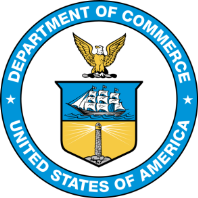 DEPARTMENT OF COMMERCE
UNITED STATES OF AMERICA